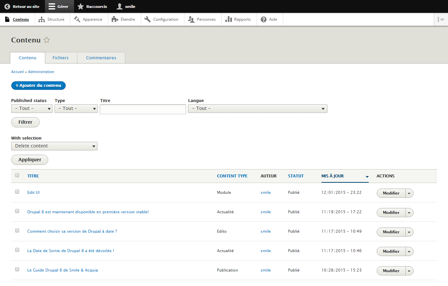 Retour au site Gérer Raccourcis smile
Contenu Structure Apparence Étendre Configuration Personnes Rapports Aide
Contenu
Contenu Fichiers Commentaires
Accueil » Administration
+ Ajouter du contenu
Published status Type Titre Langue
- Tout - - Tout - - Tout -
Filtrer
With selection
Delete content
Appliquer
TITRE CONTENT TYPE AUTEUR STATUT MIS À JOUR ACTIONS
Edit UI Module smile Publié 12/01/2015 - 23:22 Modifier
Drupal 8 est maintenant disponible en première version stable! Actualité smile Publié 11/19/2015 - 17:22 Modifier
Comment choisir sa version de Drupal à date ? Edito smile Publié 11/17/2015 - 10:49 Modifier
La Date de Sortie de Drupal 8 a été dévoilée ! Actualité smile Publié 11/17/2015 - 10:46 Modifier
Le Guide Drupal 8 de Smile & Acquia Publication smile Publié 10/28/2015 - 15:23 Modifier